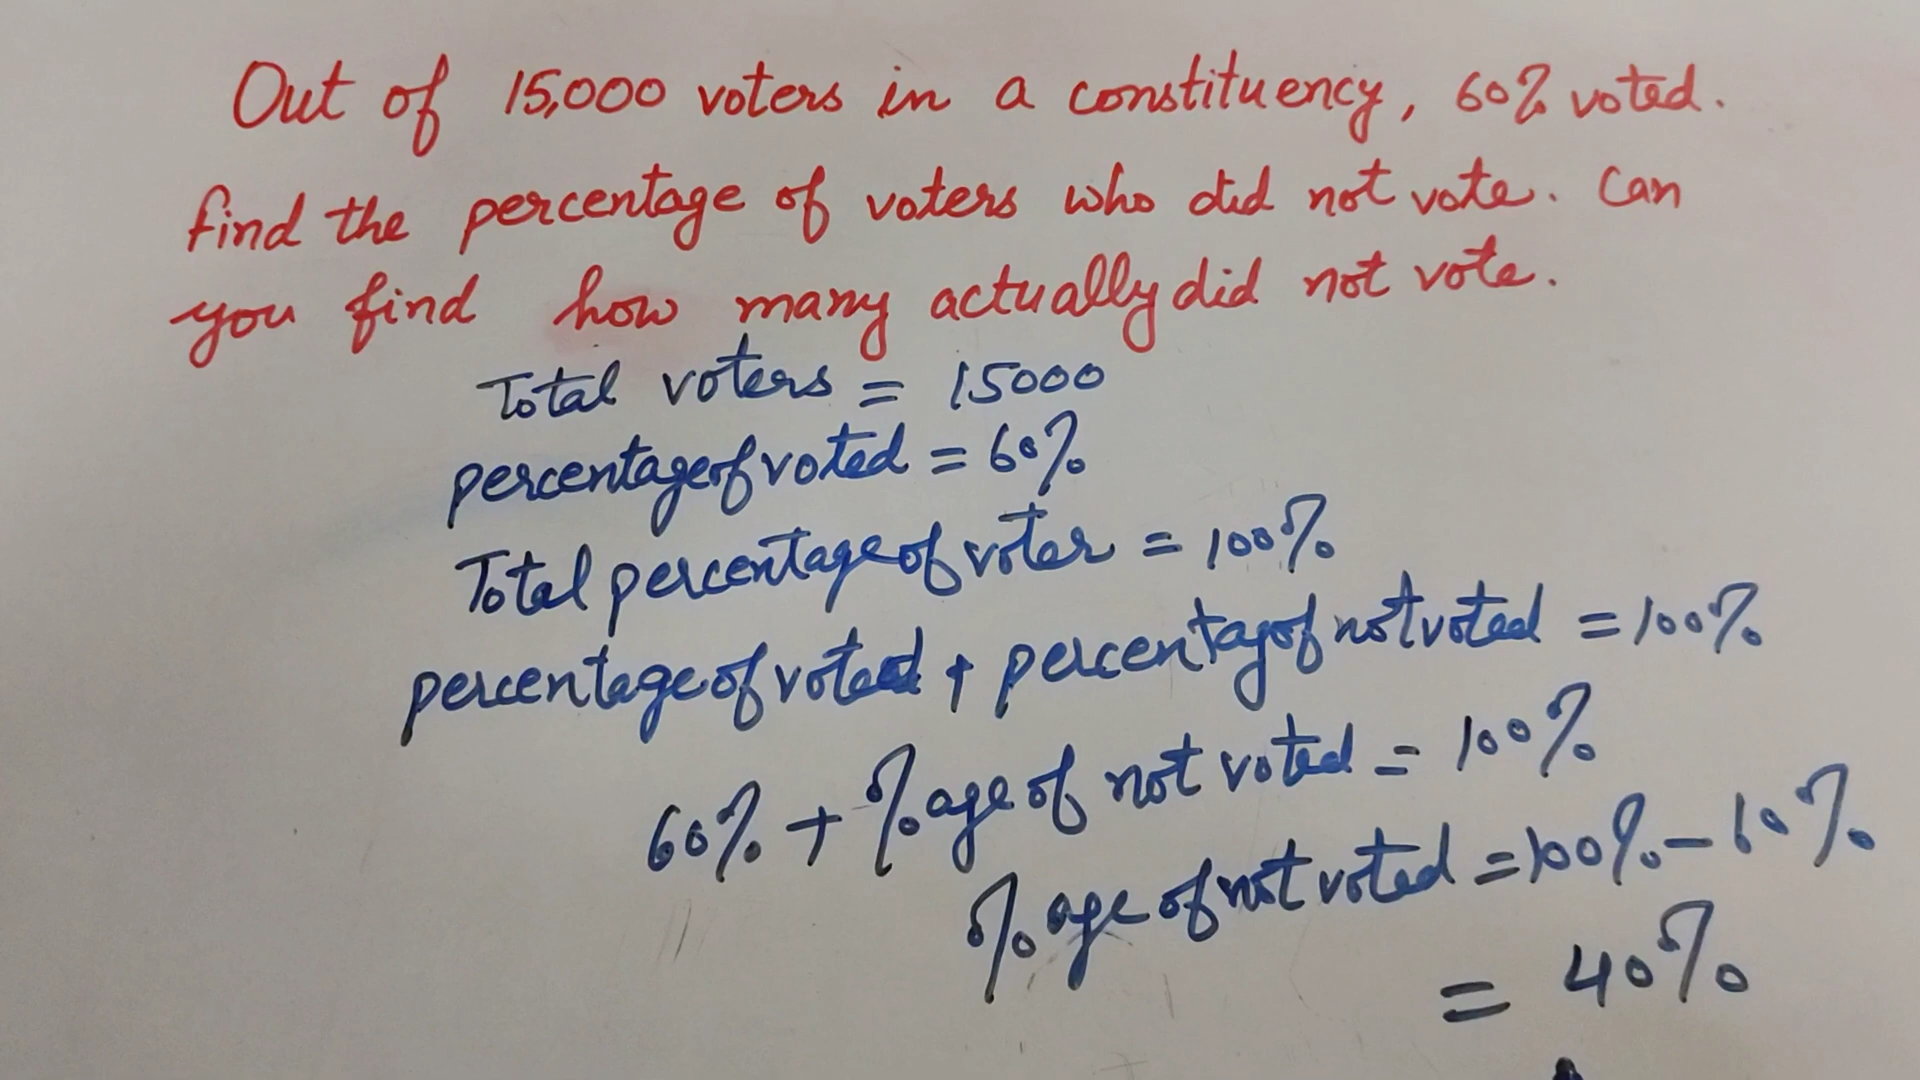 Out of 15,000 voters in a constituency, 60% voted.
find the percentage of voters who did not vote. Can
you find how many actually did not vote.
Total voters = 15000
percentage of voted = 60%
Total percentage of voter = 100%
percentage of voted + percentag of not voted = 100%
60% + %age of not voted = 100%
%age of not voted = 100% - 60%
= 40%